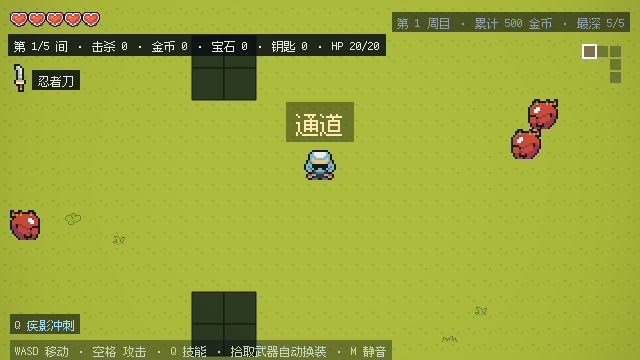 第 1 周目 · 累计 500 金币 · 最深 5/5
第 1/5 间 · 击杀 0 · 金币 0 · 宝石 0 · 钥匙 0 · HP 20/20
忍者刀
通道
Q 疾影冲刺
WASD 移动 · 空格 攻击 · Q 技能 · 拾取武器自动换装 · M 静音